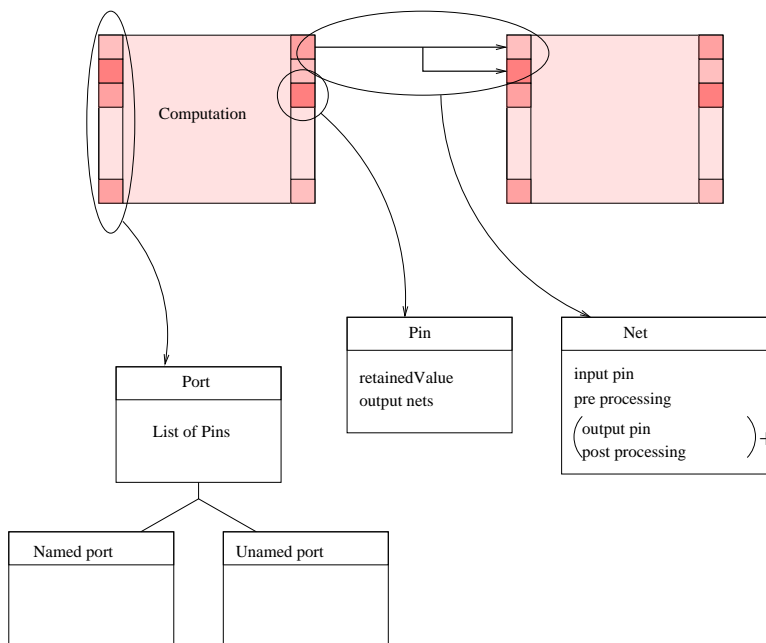 Computation
Pin
retainedValue
output nets
Net
input pin
pre processing
(output pin
post processing)+
Port
List of Pins
Named port
Unamed port